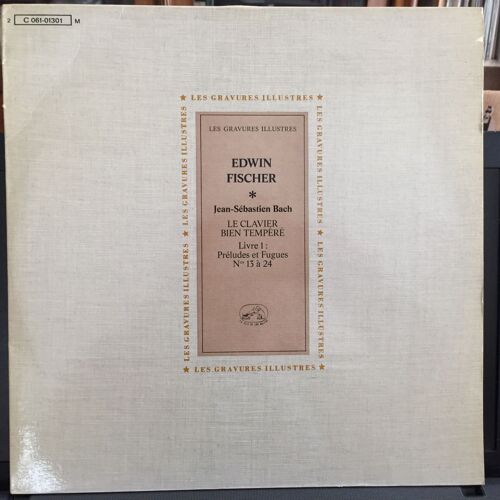 2 C 061-01301 M
★ LES GRAVURES ILLUSTRES ★
LES GRAVURES ILLUSTRES
LES GRAVURES ILLUSTRES
LES GRAVURES ILLUSTRES
EDWIN
FISCHER
*
Jean-Sébastien Bach
LE CLAVIER
BIEN TEMPÉRÉ
Livre 1 :
Préludes et Fugues
Nos 13 à 24
★ LES GRAVURES ILLUSTRES ★